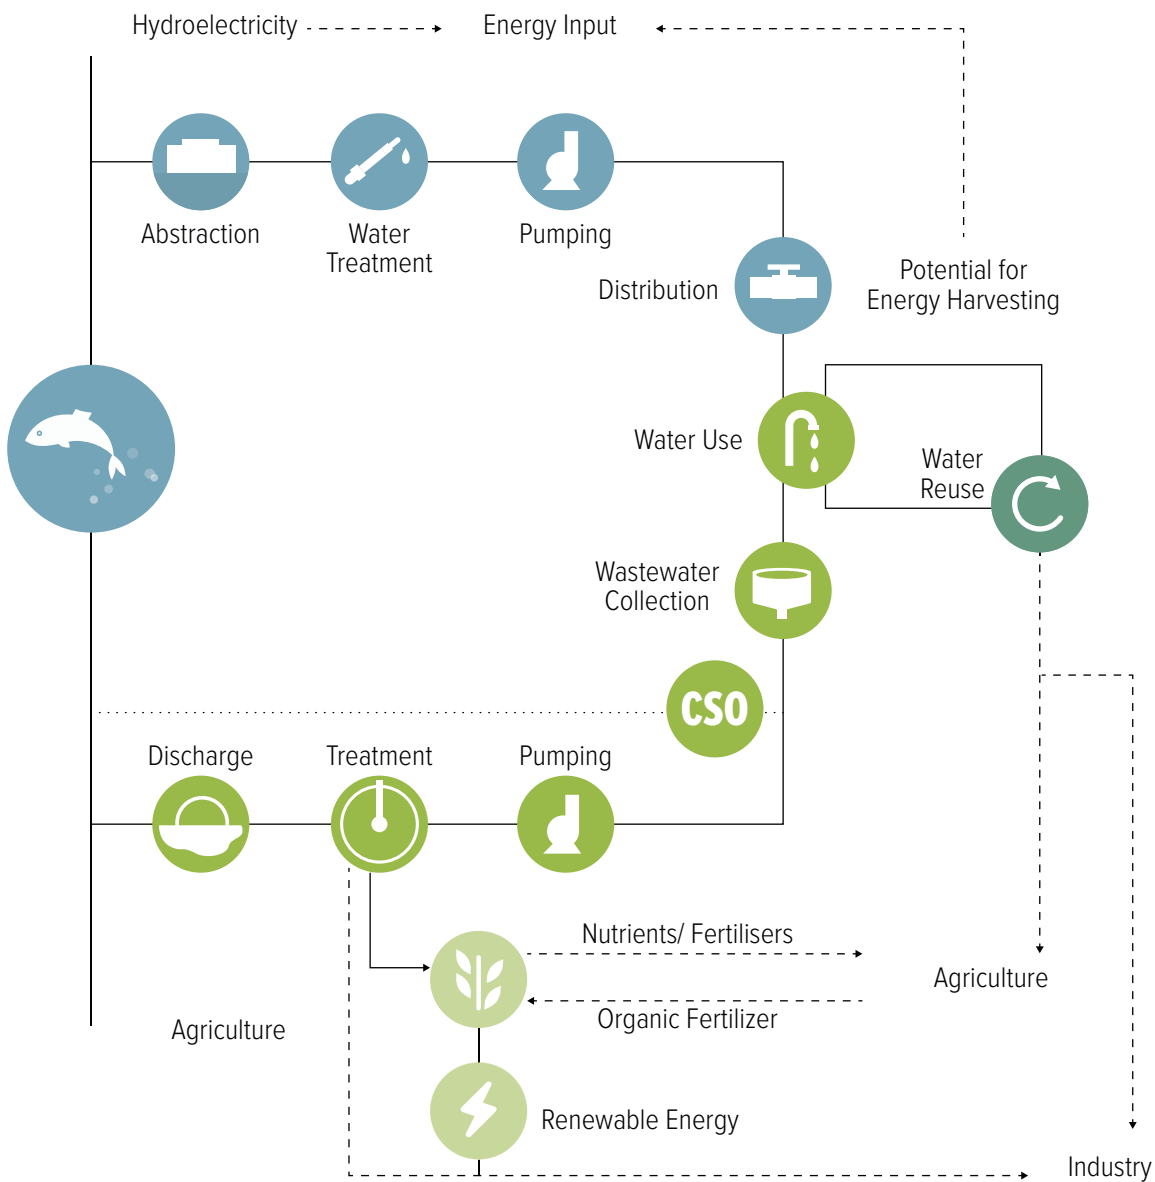 Hydroelectricity
Energy Input
Abstraction
Water
Treatment
Pumping
Distribution
Potential for
Energy Harvesting
Water Use
Water
Reuse
Wastewater
Collection
CSO
Discharge
Treatment
Pumping
Nutrients/ Fertilisers
Agriculture
Organic Fertilizer
Agriculture
Renewable Energy
Industry